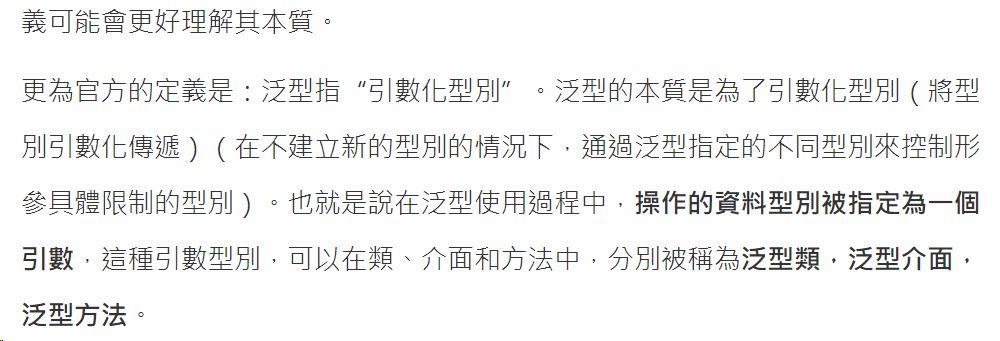 義可能會更好理解其本質。
更為官方的定義是：泛型指“引數化型別”。泛型的本質是為了引數化型別（將型
別引數化傳遞）（在不建立新的型別的情況下，通過泛型指定的不同型別來控制形
參具體限制的型別）。也就是說在泛型使用過程中，操作的資料型別被指定為一個
引數，這種引數型別，可以在類、介面和方法中，分別被稱為泛型類，泛型介面，
泛型方法。